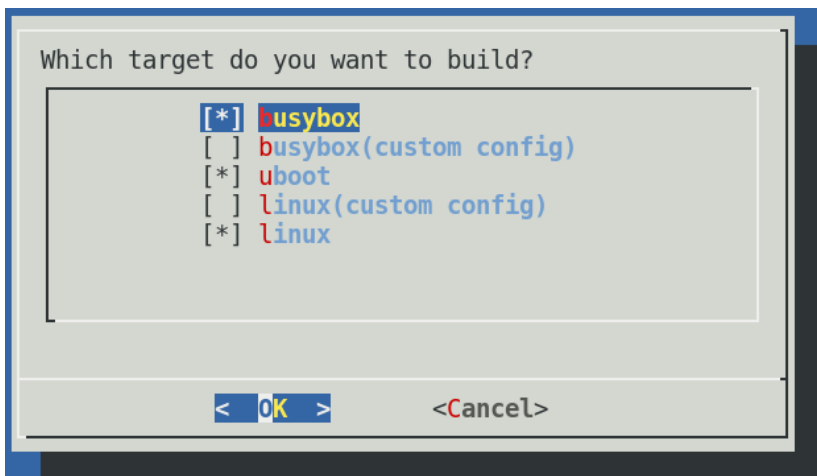 Which target do you want to build?
[*] busybox
[ ] busybox(custom config)
[*] uboot
[ ] linux(custom config)
[*] linux
< OK > <Cancel>